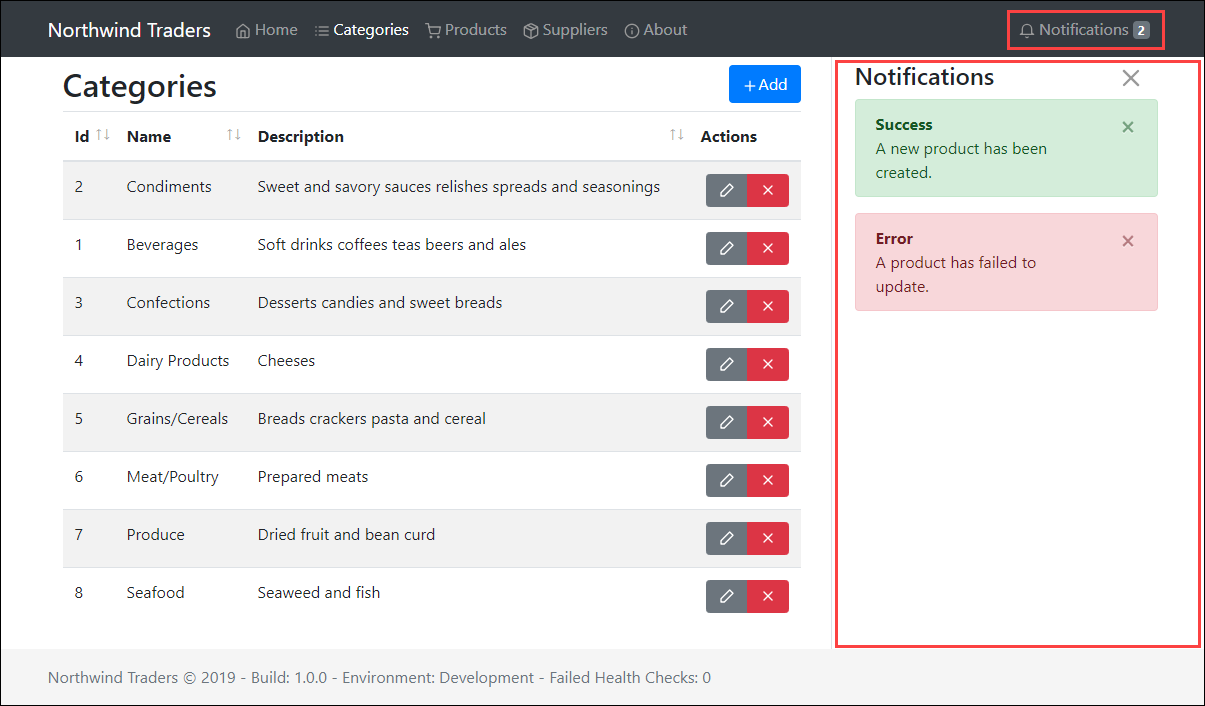 Northwind Traders Home Categories Products Suppliers About Notifications 2
Categories
+ Add
Id Name Description Actions
2 Condiments Sweet and savory sauces relishes spreads and seasonings
1 Beverages Soft drinks coffees teas beers and ales
3 Confections Desserts candies and sweet breads
4 Dairy Products Cheeses
5 Grains/Cereals Breads crackers pasta and cereal
6 Meat/Poultry Prepared meats
7 Produce Dried fruit and bean curd
8 Seafood Seaweed and fish
Notifications
Success
A new product has been
created.
Error
A product has failed to
update.
Northwind Traders © 2019 - Build: 1.0.0 - Environment: Development - Failed Health Checks: 0